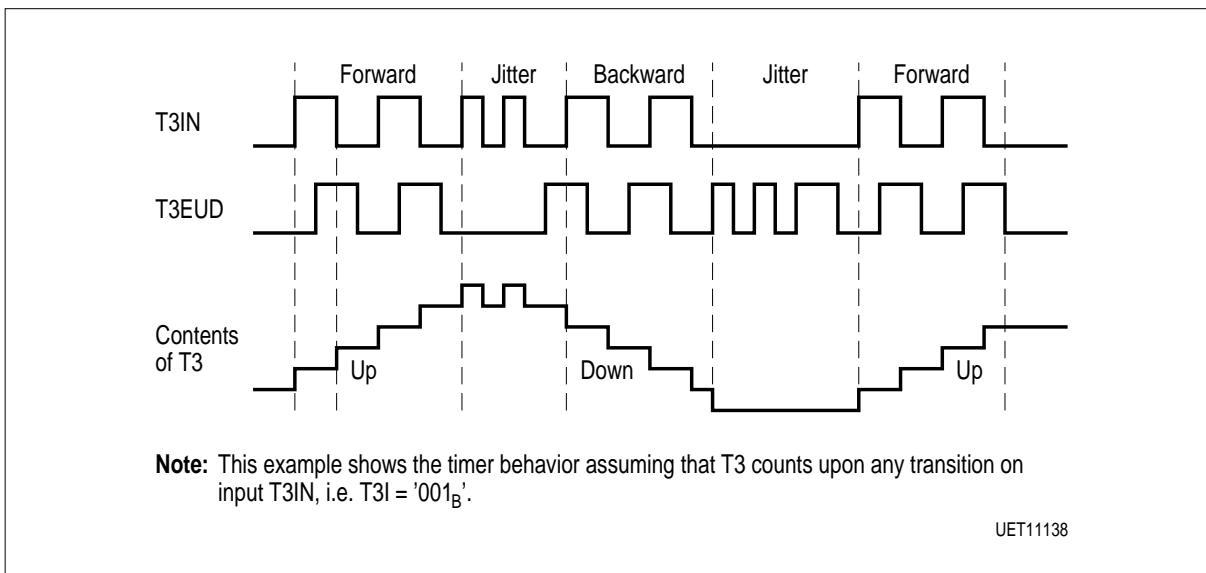 Forward Jitter Backward Jitter Forward
T3IN
T3EUD
Contents
of T3
Up Down Up
Note: This example shows the timer behavior assuming that T3 counts upon any transition on
input T3IN, i.e. T3I = '001B'.
UET11138